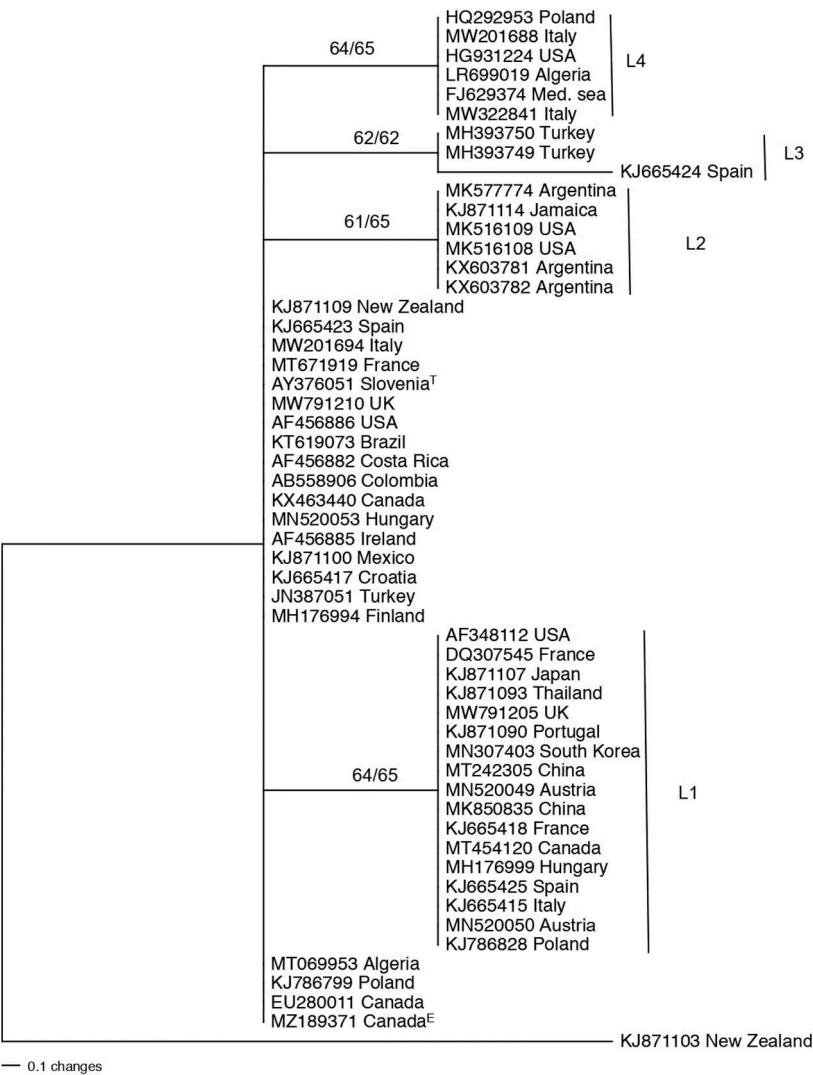 HQ292953 Poland
MW201688 Italy
64/65
HG931224 USA
L4
LR699019 Algeria
FJ629374 Med. sea
MW322841 Italy
MH393750 Turkey
62/62
MH393749 Turkey
L3
KJ665424 Spain
MK577774 Argentina
KJ871114 Jamaica
61/65
MK516109 USA
L2
MK516108 USA
KX603781 Argentina
KX603782 Argentina
KJ871109 New Zealand
KJ665423 Spain
MW201694 Italy
MT671919 France
AY376051 Sloveniaᵀ
MW791210 UK
AF456886 USA
KT619073 Brazil
AF456882 Costa Rica
AB558906 Colombia
KX463440 Canada
MN520053 Hungary
AF456885 Ireland
KJ871100 Mexico
KJ665417 Croatia
JN387051 Turkey
MH176994 Finland
AF348112 USA
DQ307545 France
KJ871107 Japan
KJ871093 Thailand
MW791205 UK
KJ871090 Portugal
MN307403 South Korea
MT242305 China
64/65
MN520049 Austria
L1
MK850835 China
KJ665418 France
MT454120 Canada
MH176999 Hungary
KJ665425 Spain
KJ665415 Italy
MN520050 Austria
KJ786828 Poland
MT069953 Algeria
KJ786799 Poland
EU280011 Canada
MZ189371 Canadaᴱ
KJ871103 New Zealand
0.1 changes